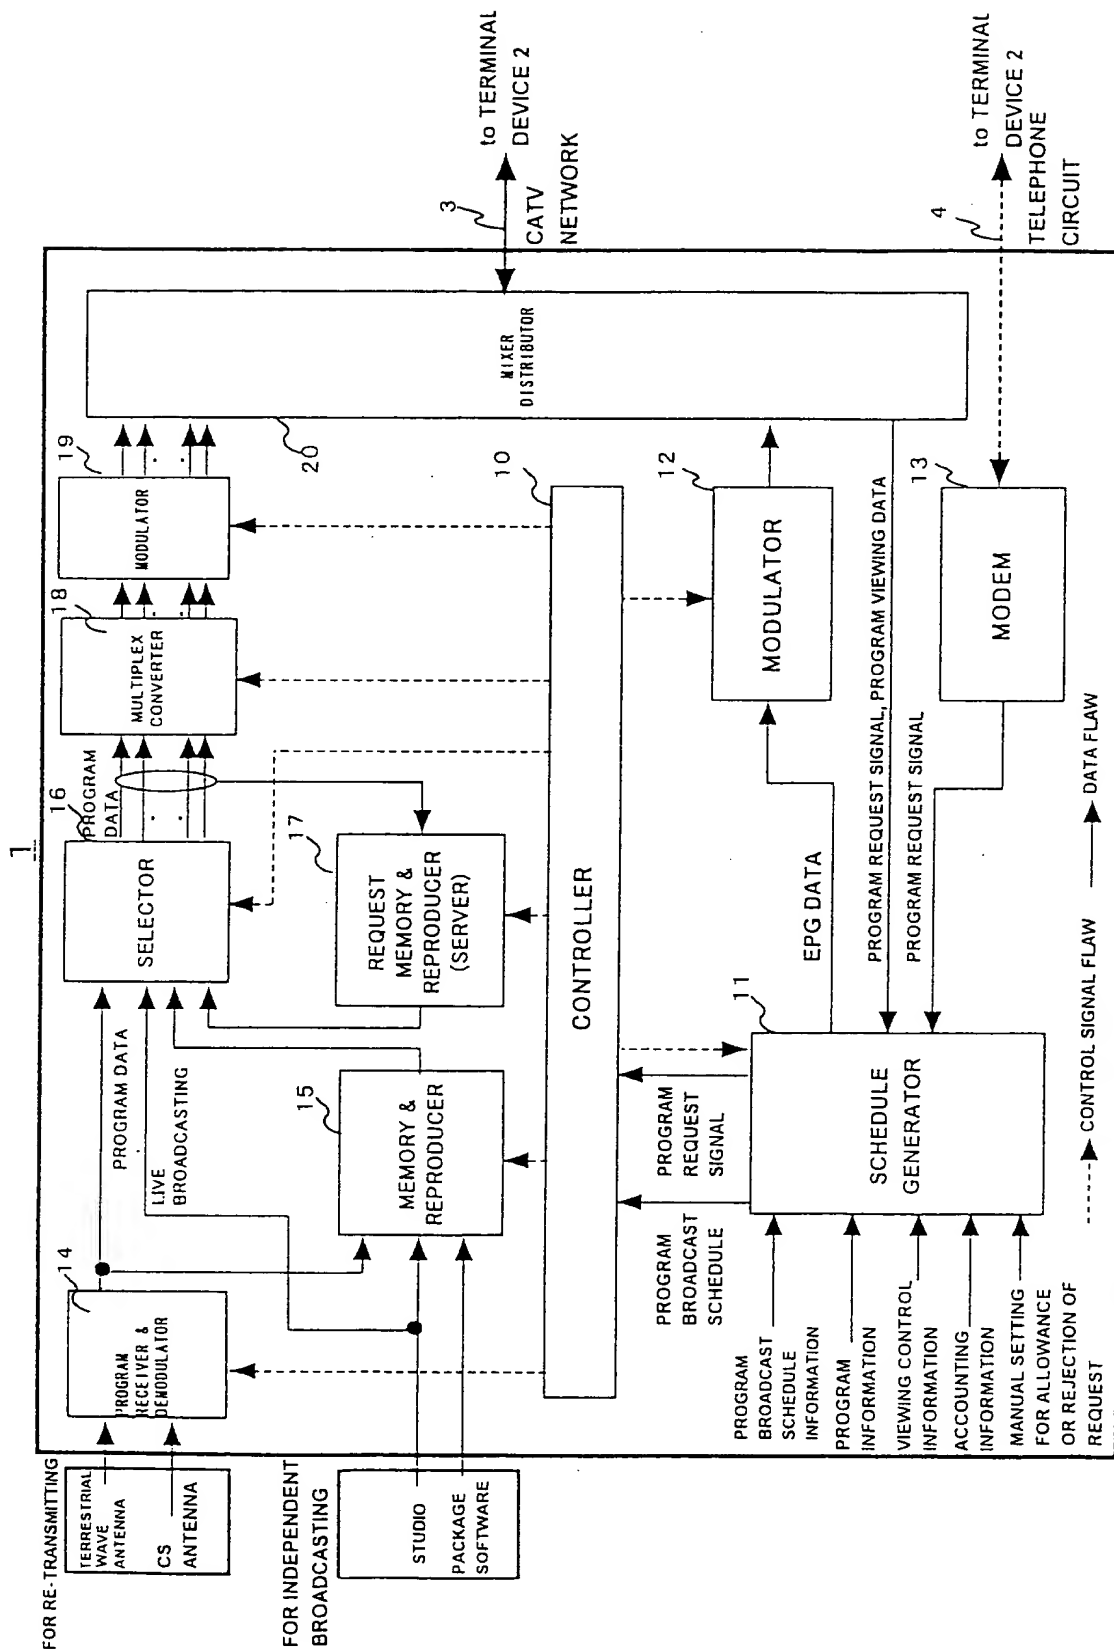 1
FOR RE-TRANSMITTING
TERRESTRIAL
WAVE
ANTENNA
CS
ANTENNA
FOR INDEPENDENT
BROADCASTING
STUDIO
PACKAGE
SOFTWARE
14
PROGRAM
RECEIVER &
DEMODULATOR
PROGRAM DATA
LIVE
BROADCASTING
15
MEMORY &
REPRODUCER
16
SELECTOR
17
REQUEST
MEMORY &
REPRODUCER
(SERVER)
PROGRAM
DATA
18
MULTIPLEX
CONVERTER
19
MODULATOR
20
MIXER
DISTRIBUTOR
3
to TERMINAL
DEVICE 2
CATV
NETWORK
10
CONTROLLER
PROGRAM
BROADCAST
SCHEDULE
PROGRAM
REQUEST
SIGNAL
11
SCHEDULE
GENERATOR
EPG DATA
12
MODULATOR
PROGRAM REQUEST SIGNAL, PROGRAM VIEWING DATA
PROGRAM REQUEST SIGNAL
13
MODEM
4
to TERMINAL
DEVICE 2
TELEPHONE
CIRCUIT
PROGRAM
BROADCAST
SCHEDULE
INFORMATION
PROGRAM
INFORMATION
VIEWING CONTROL
INFORMATION
ACCOUNTING
INFORMATION
MANUAL SETTING
FOR ALLOWANCE
OR REJECTION OF
REQUEST
CONTROL SIGNAL FLAW
DATA FLAW